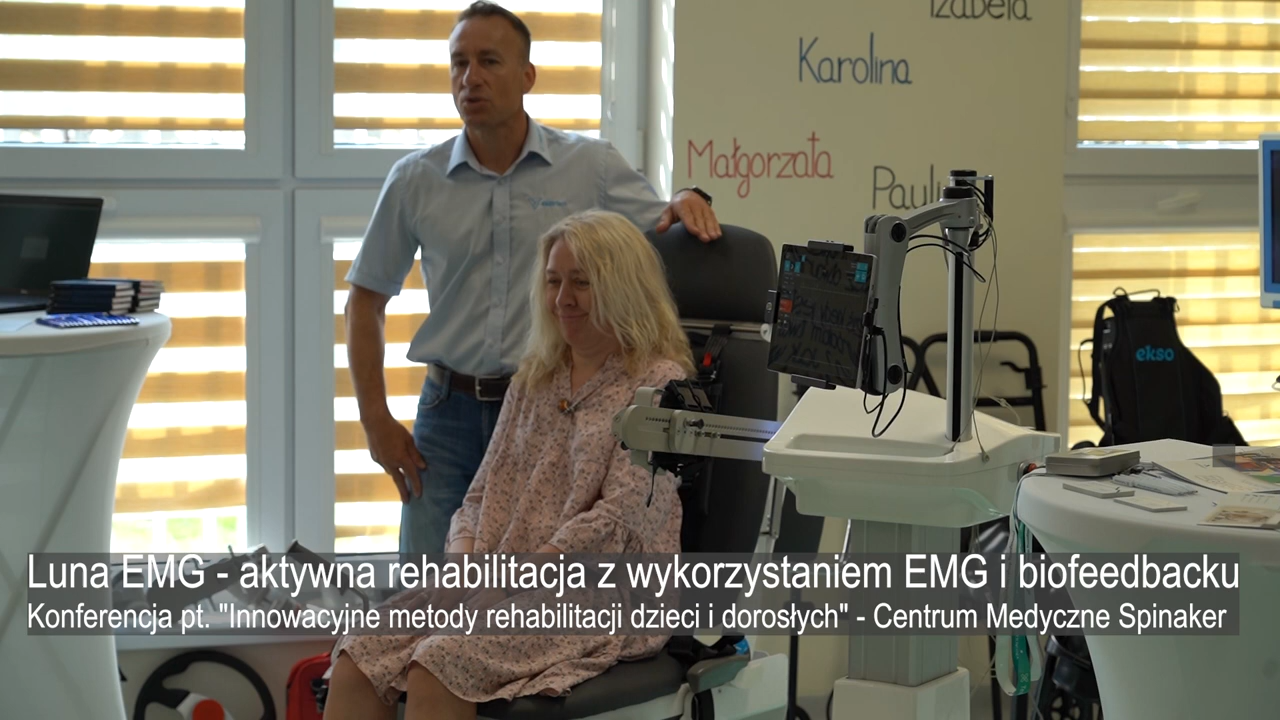 Izabela
Karolina
Małgorzata
ekso
Luna EMG - aktywna rehabilitacja z wykorzystaniem EMG i biofeedbacku
Konferencja pt. "Innowacyjne metody rehabilitacji dzieci i dorosłych" - Centrum Medyczne Spinaker